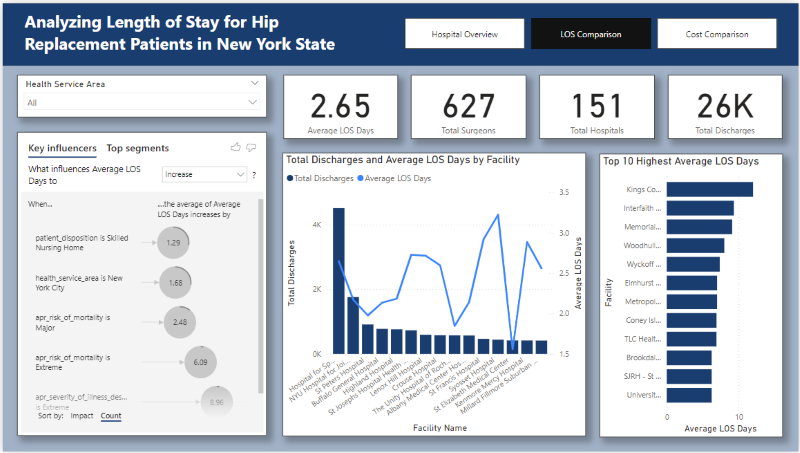 Analyzing Length of Stay for Hip
Replacement Patients in New York State
Hospital Overview
LOS Comparison
Cost Comparison
Health Service Area
All
2.65
Average LOS Days
627
Total Surgeons
151
Total Hospitals
26K
Total Discharges
Key influencers
Top segments
What influences Average LOS
Days to
Increase
?
When...
...the average of Average
LOS Days increases by
patient_disposition is Skilled
Nursing Home
1.29
health_service_area is New
York City
1.68
apr_risk_of_mortality is
Major
2.48
apr_risk_of_mortality is
Extreme
6.09
apr_severity_of_illness_des...
is Extreme
8.96
Sort by:
Impact
Count
Total Discharges and Average LOS Days by Facility
Total Discharges
Average LOS Days
Total Discharges
4K
2K
0K
3.5
3.0
2.5
2.0
1.5
Average LOS Days
Hospital for Sp...
NYU Hospital for Joi...
St Peters Hospital
Buffalo General Hospital
Highland Hospital
St Josephs Hospital Health...
Lenox Hill Hospital
Crouse Hospital
The Unity Hospital of Roch...
Albany Medical Center Hos...
St Francis Hospital
Syosset Hospital
St Elizabeth Medical Center
Kenmore Mercy Hospital
Millard Fillmore Suburban ...
Facility Name
Top 10 Highest Average LOS Days
Facility
Kings Co...
Interfaith ...
Memorial...
Woodhull...
Wyckoff ...
Elmhurst ...
Metropol...
Coney Isl...
TLC Healt...
Brookdal...
SJRH - St ...
Universit...
0
10
Average LOS Days